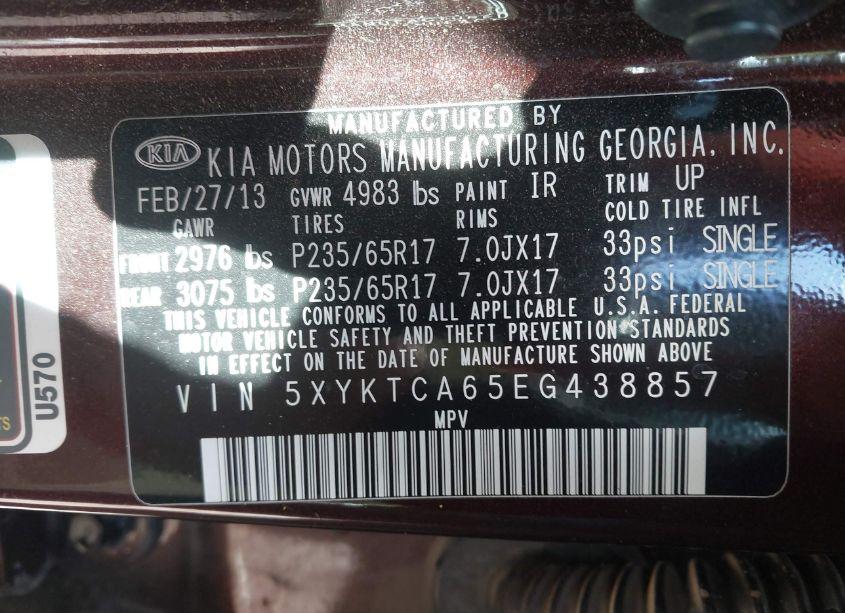 MANUFACTURED BY
KIA KIA MOTORS MANUFACTURING GEORGIA, INC.
FEB/27/13 GVWR 4983 lbs PAINT IR TRIM UP
GAWR TIRES RIMS COLD TIRE INFL
FRONT 2976 lbs P235/65R17 7.0JX17 33psi SINGLE
REAR 3075 lbs P235/65R17 7.0JX17 33psi SINGLE
THIS VEHICLE CONFORMS TO ALL APPLICABLE U.S.A. FEDERAL
MOTOR VEHICLE SAFETY AND THEFT PREVENTION STANDARDS
IN EFFECT ON THE DATE OF MANUFACTURE SHOWN ABOVE
VIN 5XYKTCA65EG438857
MPV
U570